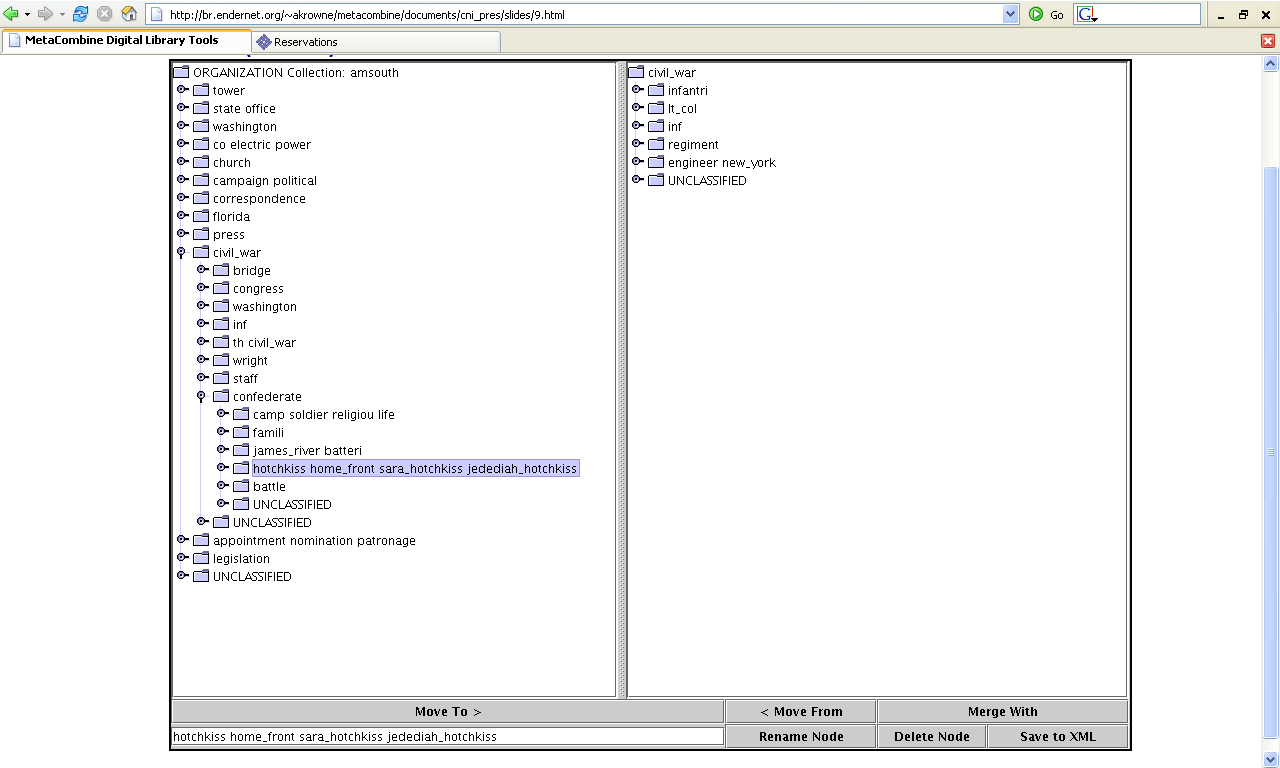 http://br.endernet.org/~akrowne/metacombine/documents/cni_pres/slides/9.html
Go
G
MetaCombine Digital Library Tools
Reservations
ORGANIZATION Collection: amsouth
tower
state office
washington
co electric power
church
campaign political
correspondence
florida
press
civil_war
bridge
congress
washington
inf
th civil_war
wright
staff
confederate
camp soldier religiou life
famili
james_river batteri
hotchkiss home_front sara_hotchkiss jedediah_hotchkiss
battle
UNCLASSIFIED
UNCLASSIFIED
appointment nomination patronage
legislation
UNCLASSIFIED
civil_war
infantri
lt_col
inf
regiment
engineer new_york
UNCLASSIFIED
Move To >
< Move From
Merge With
hotchkiss home_front sara_hotchkiss jedediah_hotchkiss
Rename Node
Delete Node
Save to XML